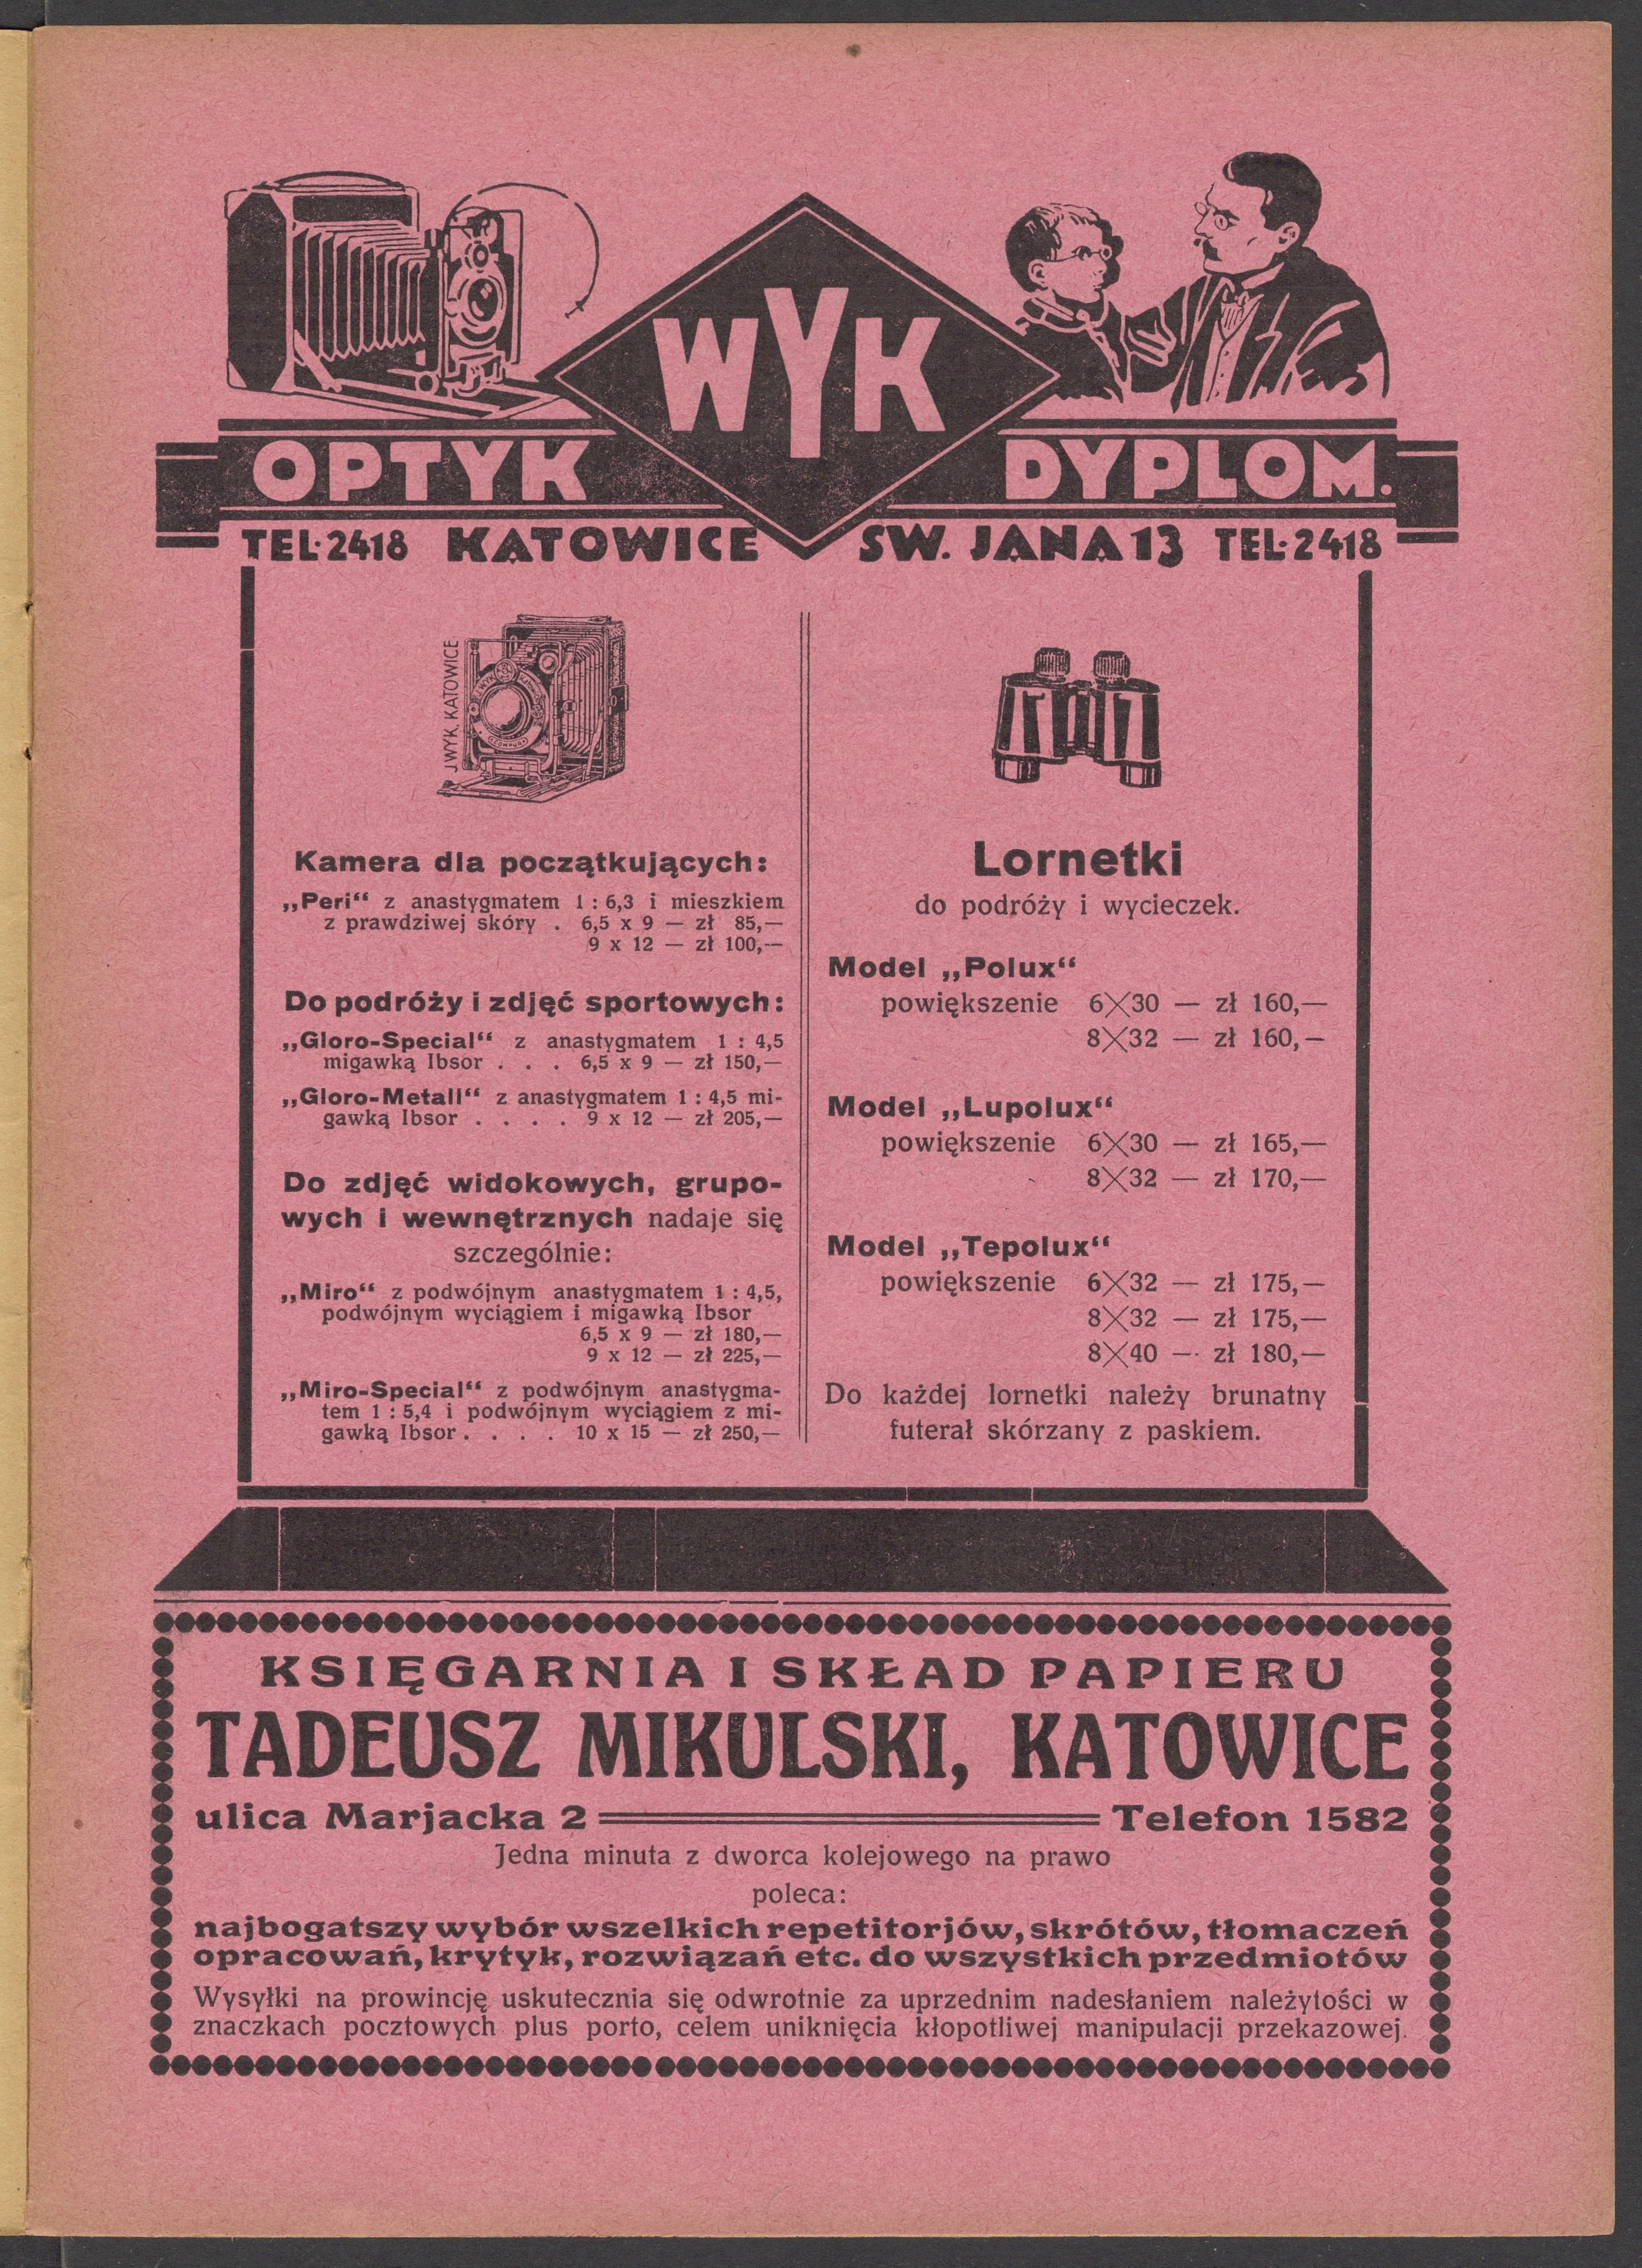 WYK
OPTYK DYPLOM.
TEL. 2418 KATOWICE SW. JANA 13 TEL. 2418
J.WYK. KATOWICE
Kamera dla początkujących:
„Peri“ z anastygmatem 1 : 6,3 i mieszkiem
z prawdziwej skóry . 6,5 x 9 — zł 85,—
9 x 12 — zł 100,—
Do podróży i zdjęć sportowych:
„Gloro-Special“ z anastygmatem 1 : 4,5
migawką Ibsor . . . 6,5 x 9 — zł 150,—
„Gloro-Metall“ z anastygmatem 1 : 4,5 mi-
gawką Ibsor . . . . 9 x 12 — zł 205,—
Do zdjęć widokowych, grupo-
wych i wewnętrznych nadaje się
szczególnie:
„Miro“ z podwójnym anastygmatem 1 : 4,5,
podwójnym wyciągiem i migawką Ibsor
6,5 x 9 — zł 180,—
9 x 12 — zł 225,—
„Miro-Special“ z podwójnym anastygma-
tem 1 : 5,4 i podwójnym wyciągiem z mi-
gawką Ibsor . . . . 10 x 15 — zł 250,—
Lornetki
do podróży i wycieczek.
Model „Polux“
powiększenie 6×30 — zł 160,—
8×32 — zł 160,—
Model „Lupolux“
powiększenie 6×30 — zł 165,—
8×32 — zł 170,—
Model „Tepolux“
powiększenie 6×32 — zł 175,—
8×32 — zł 175,—
8×40 — zł 180,—
Do każdej lornetki należy brunatny
futerał skórzany z paskiem.
KSIĘGARNIA I SKŁAD PAPIERU
TADEUSZ MIKULSKI, KATOWICE
ulica Marjacka 2 Telefon 1582
Jedna minuta z dworca kolejowego na prawo
poleca:
najbogatszy wybór wszelkich repetitorjów, skrótów, tłomaczeń
opracowań, krytyk, rozwiązań etc. do wszystkich przedmiotów
Wysyłki na prowincję uskutecznia się odwrotnie za uprzednim nadesłaniem należytości w
znaczkach pocztowych plus porto, celem uniknięcia kłopotliwej manipulacji przekazowej.